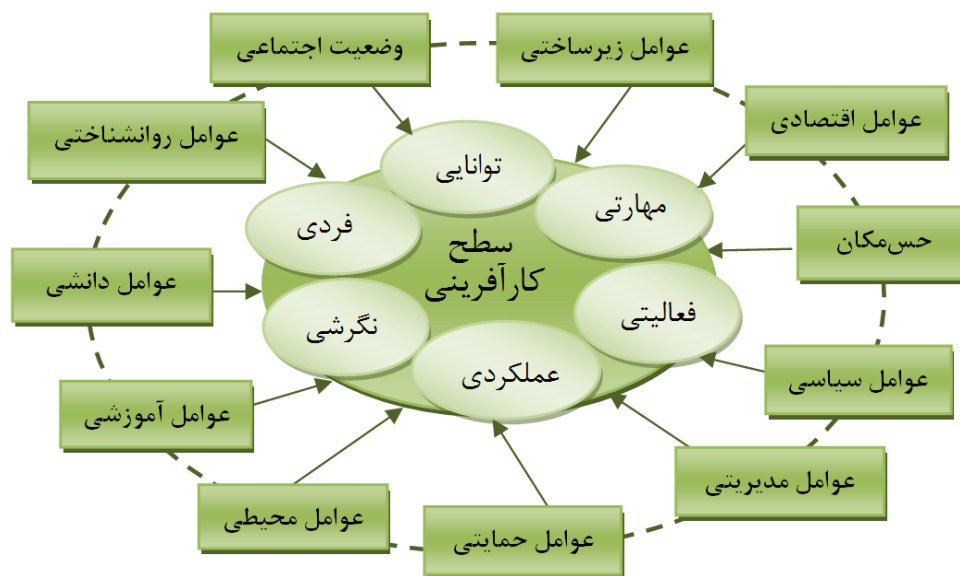 وضعیت اجتماعی
عوامل زیرساختی
عوامل اقتصادی
عوامل روانشناختی
توانایی
مهارتی
فردی
حس‌مکان
سطح
کارآفرینی
عوامل دانشی
فعالیتی
نگرشی
عملکردی
عوامل سیاسی
عوامل آموزشی
عوامل مدیریتی
عوامل محیطی
عوامل حمایتی